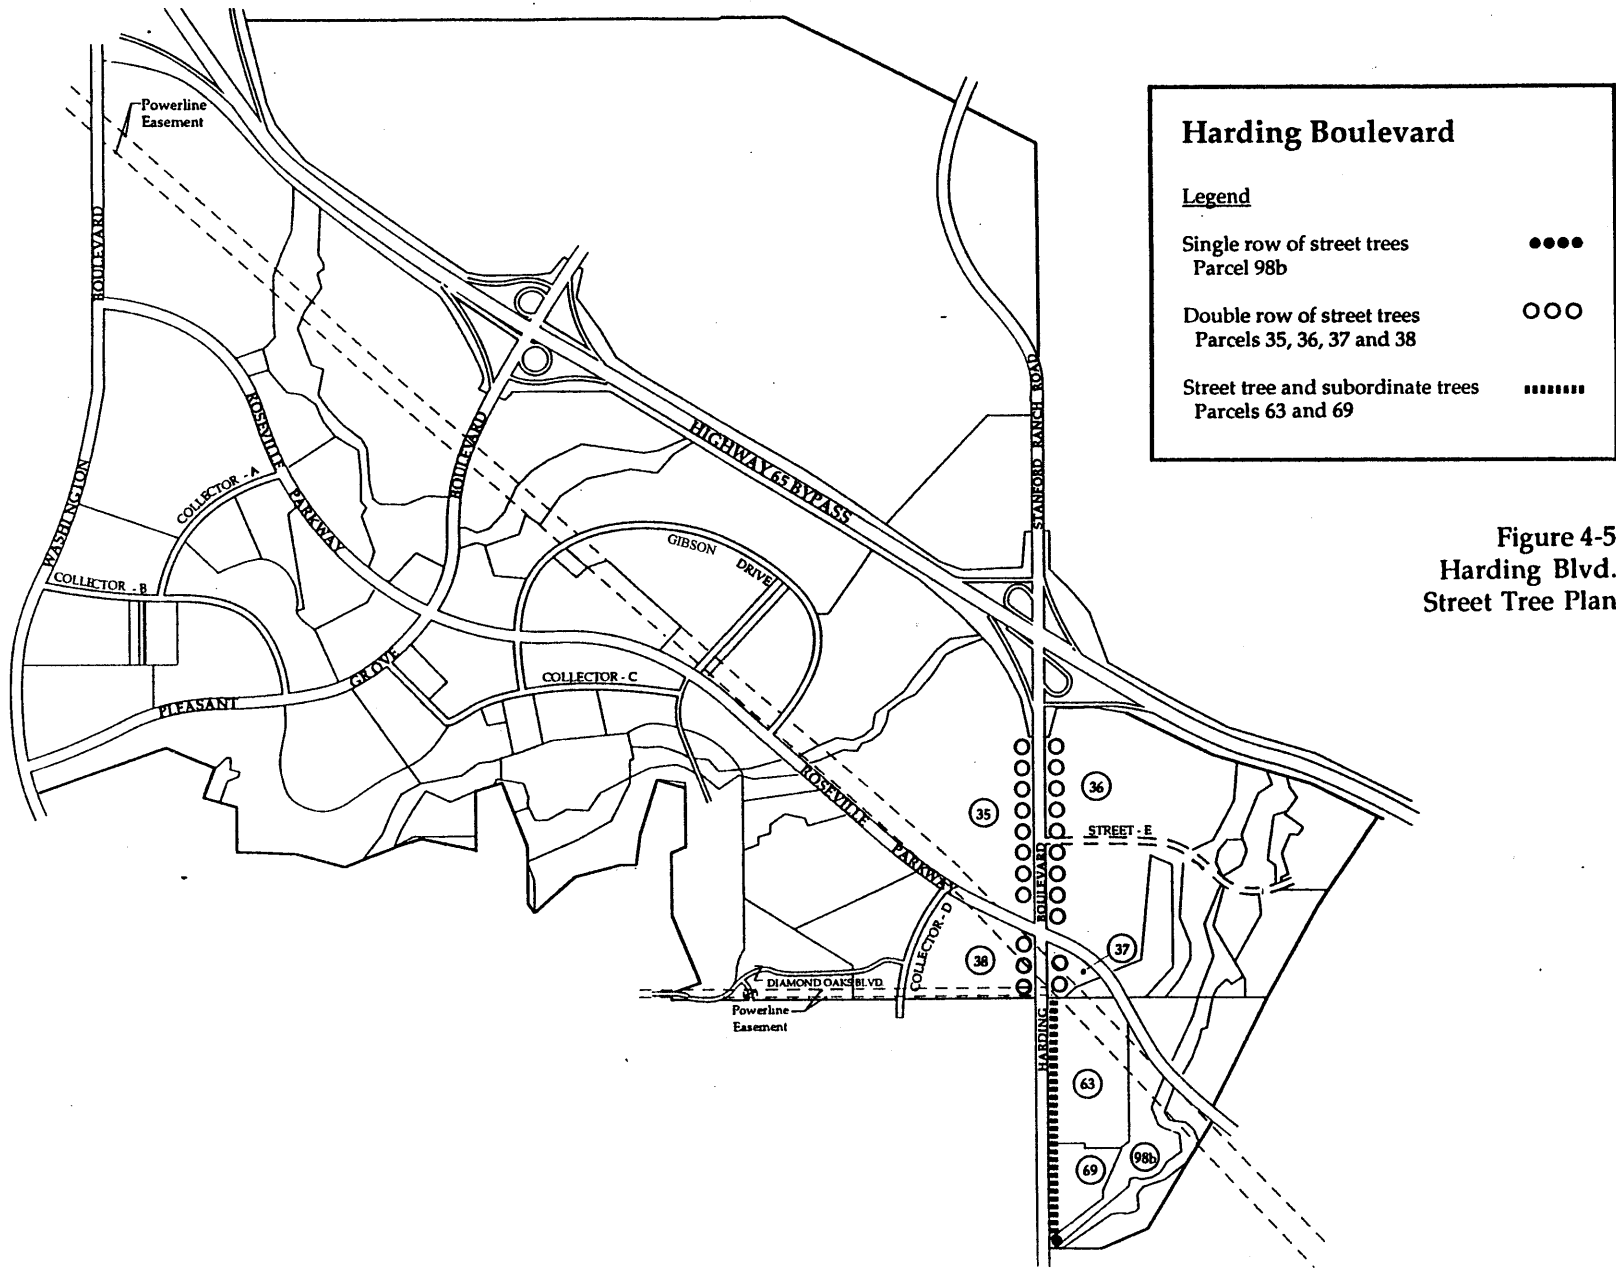 Powerline
Easement
Harding Boulevard
Legend
Single row of street trees
Parcel 98b
Double row of street trees
Parcels 35, 36, 37 and 38
Street tree and subordinate trees
Parcels 63 and 69
Figure 4-5
Harding Blvd.
Street Tree Plan
BOULEVARD
WASHINGTON
ROSEVILLE
PARKWAY
COLLECTOR - A
COLLECTOR - B
BOULEVARD
GROVE
PLEASANT
HIGHWAY 65 BYPASS
STANFORD RANCH ROAD
GIBSON
DRIVE
COLLECTOR - C
ROSEVILLE
PARKWAY
35
36
STREET - E
BOULEVARD
COLLECTOR - D
38
37
DIAMOND OAKS BLVD.
Powerline
Easement
HARDING
63
69
98b